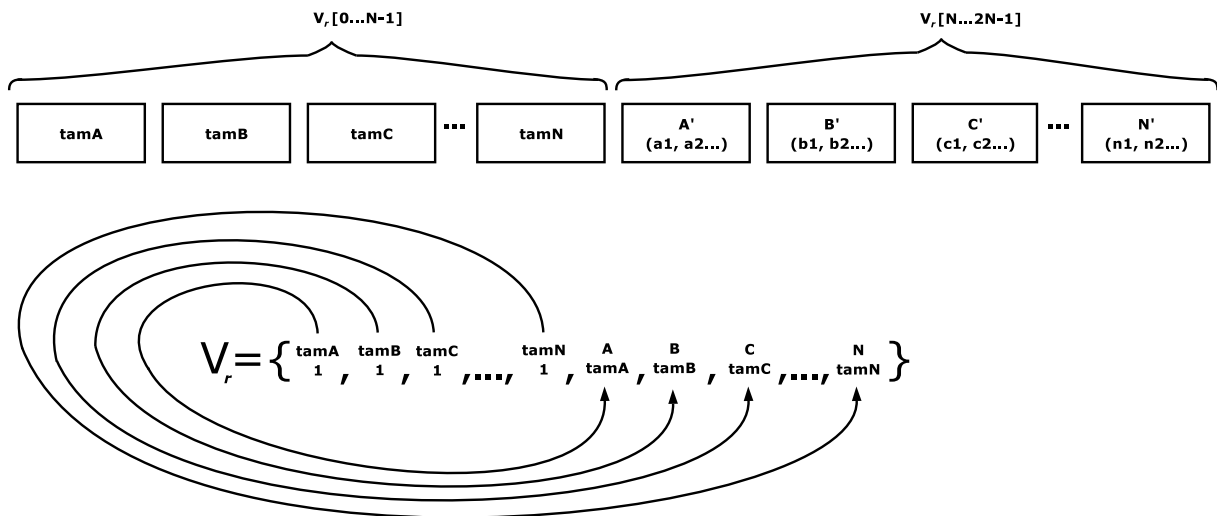 Vr[0...N-1] Vr[N...2N-1]
tamA tamB tamC ... tamN A' B' C' ... N'
(a1, a2...) (b1, b2...) (c1, c2...) (n1, n2...)
tamA tamB tamC tamN A B C N
Vr={ 1 , 1 , 1 ,..., 1 , tamA , tamB , tamC ,..., tamN }